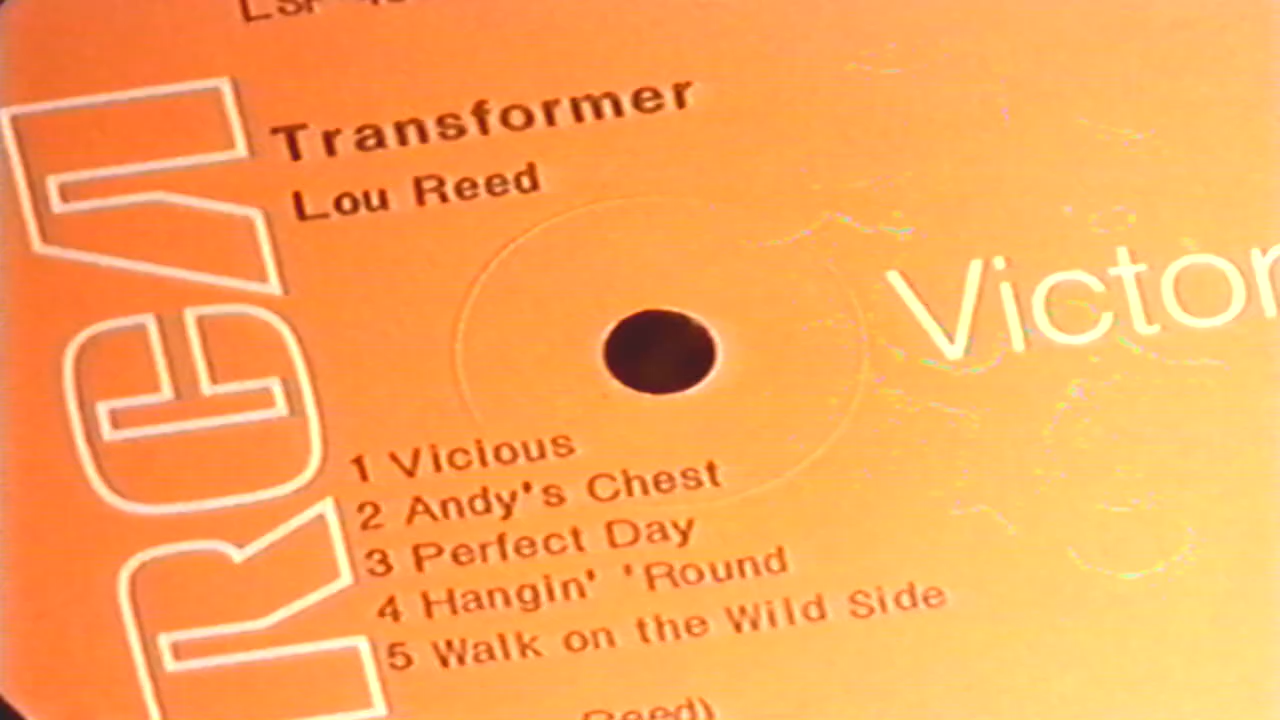 Transformer
Lou Reed
RCA
Victor
1 Vicious
2 Andy's Chest
3 Perfect Day
4 Hangin' 'Round
5 Walk on the Wild Side
Reed)